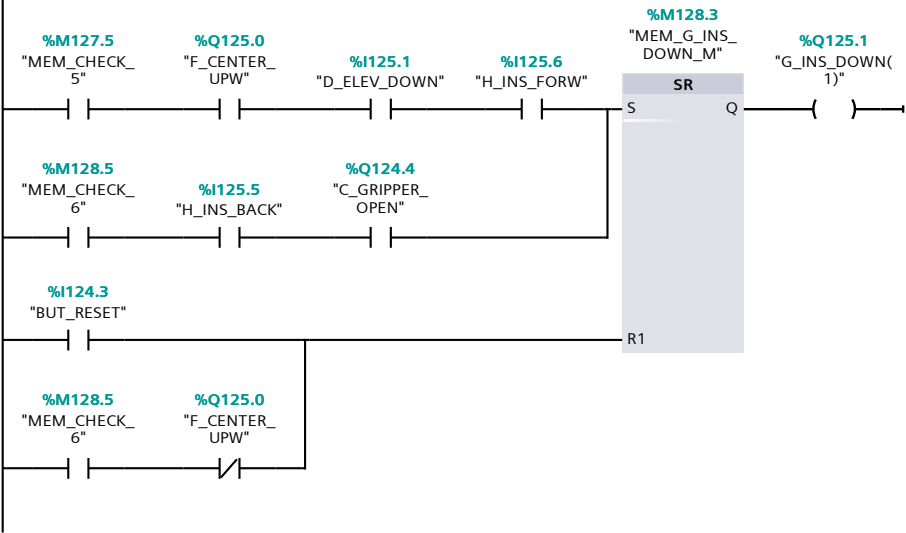 %M128.3
"MEM_G_INS_
DOWN_M"
%M127.5
"MEM_CHECK_
5"
%Q125.0
"F_CENTER_
UPW"
%I125.1
"D_ELEV_DOWN"
%I125.6
"H_INS_FORW"
%Q125.1
"G_INS_DOWN(
1)"
SR
S
Q
%M128.5
"MEM_CHECK_
6"
%I125.5
"H_INS_BACK"
%Q124.4
"C_GRIPPER_
OPEN"
%I124.3
"BUT_RESET"
R1
%M128.5
"MEM_CHECK_
6"
%Q125.0
"F_CENTER_
UPW"